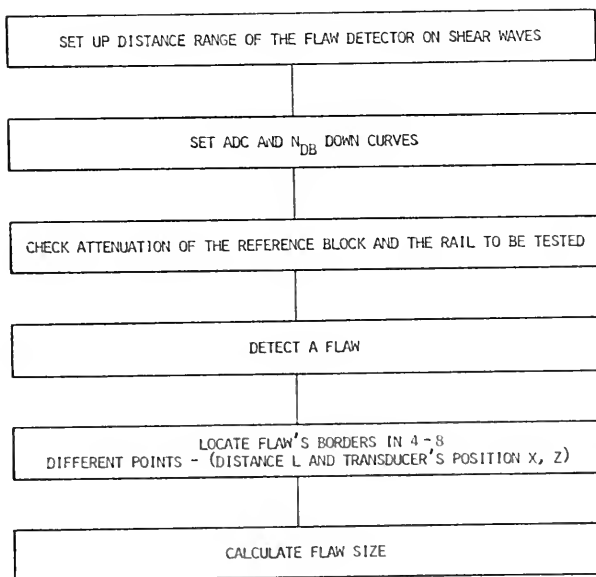 SET UP DISTANCE RANGE OF THE FLAW DETECTOR ON SHEAR WAVES
SET ADC AND N_DB DOWN CURVES
CHECK ATTENUATION OF THE REFERENCE BLOCK AND THE RAIL TO BE TESTED
DETECT A FLAW
LOCATE FLAW'S BORDERS IN 4 - 8
DIFFERENT POINTS - (DISTANCE L AND TRANSDUCER'S POSITION X, Z)
CALCULATE FLAW SIZE